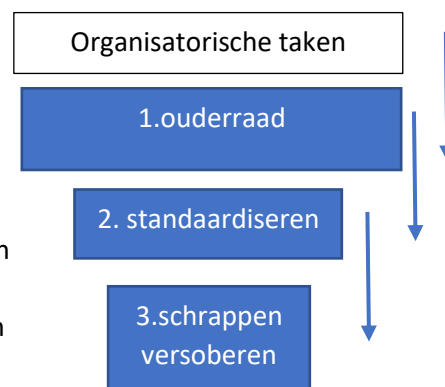 Organisatorische taken
1.ouderraad
2. standaardiseren
3.schrappen
versoberen